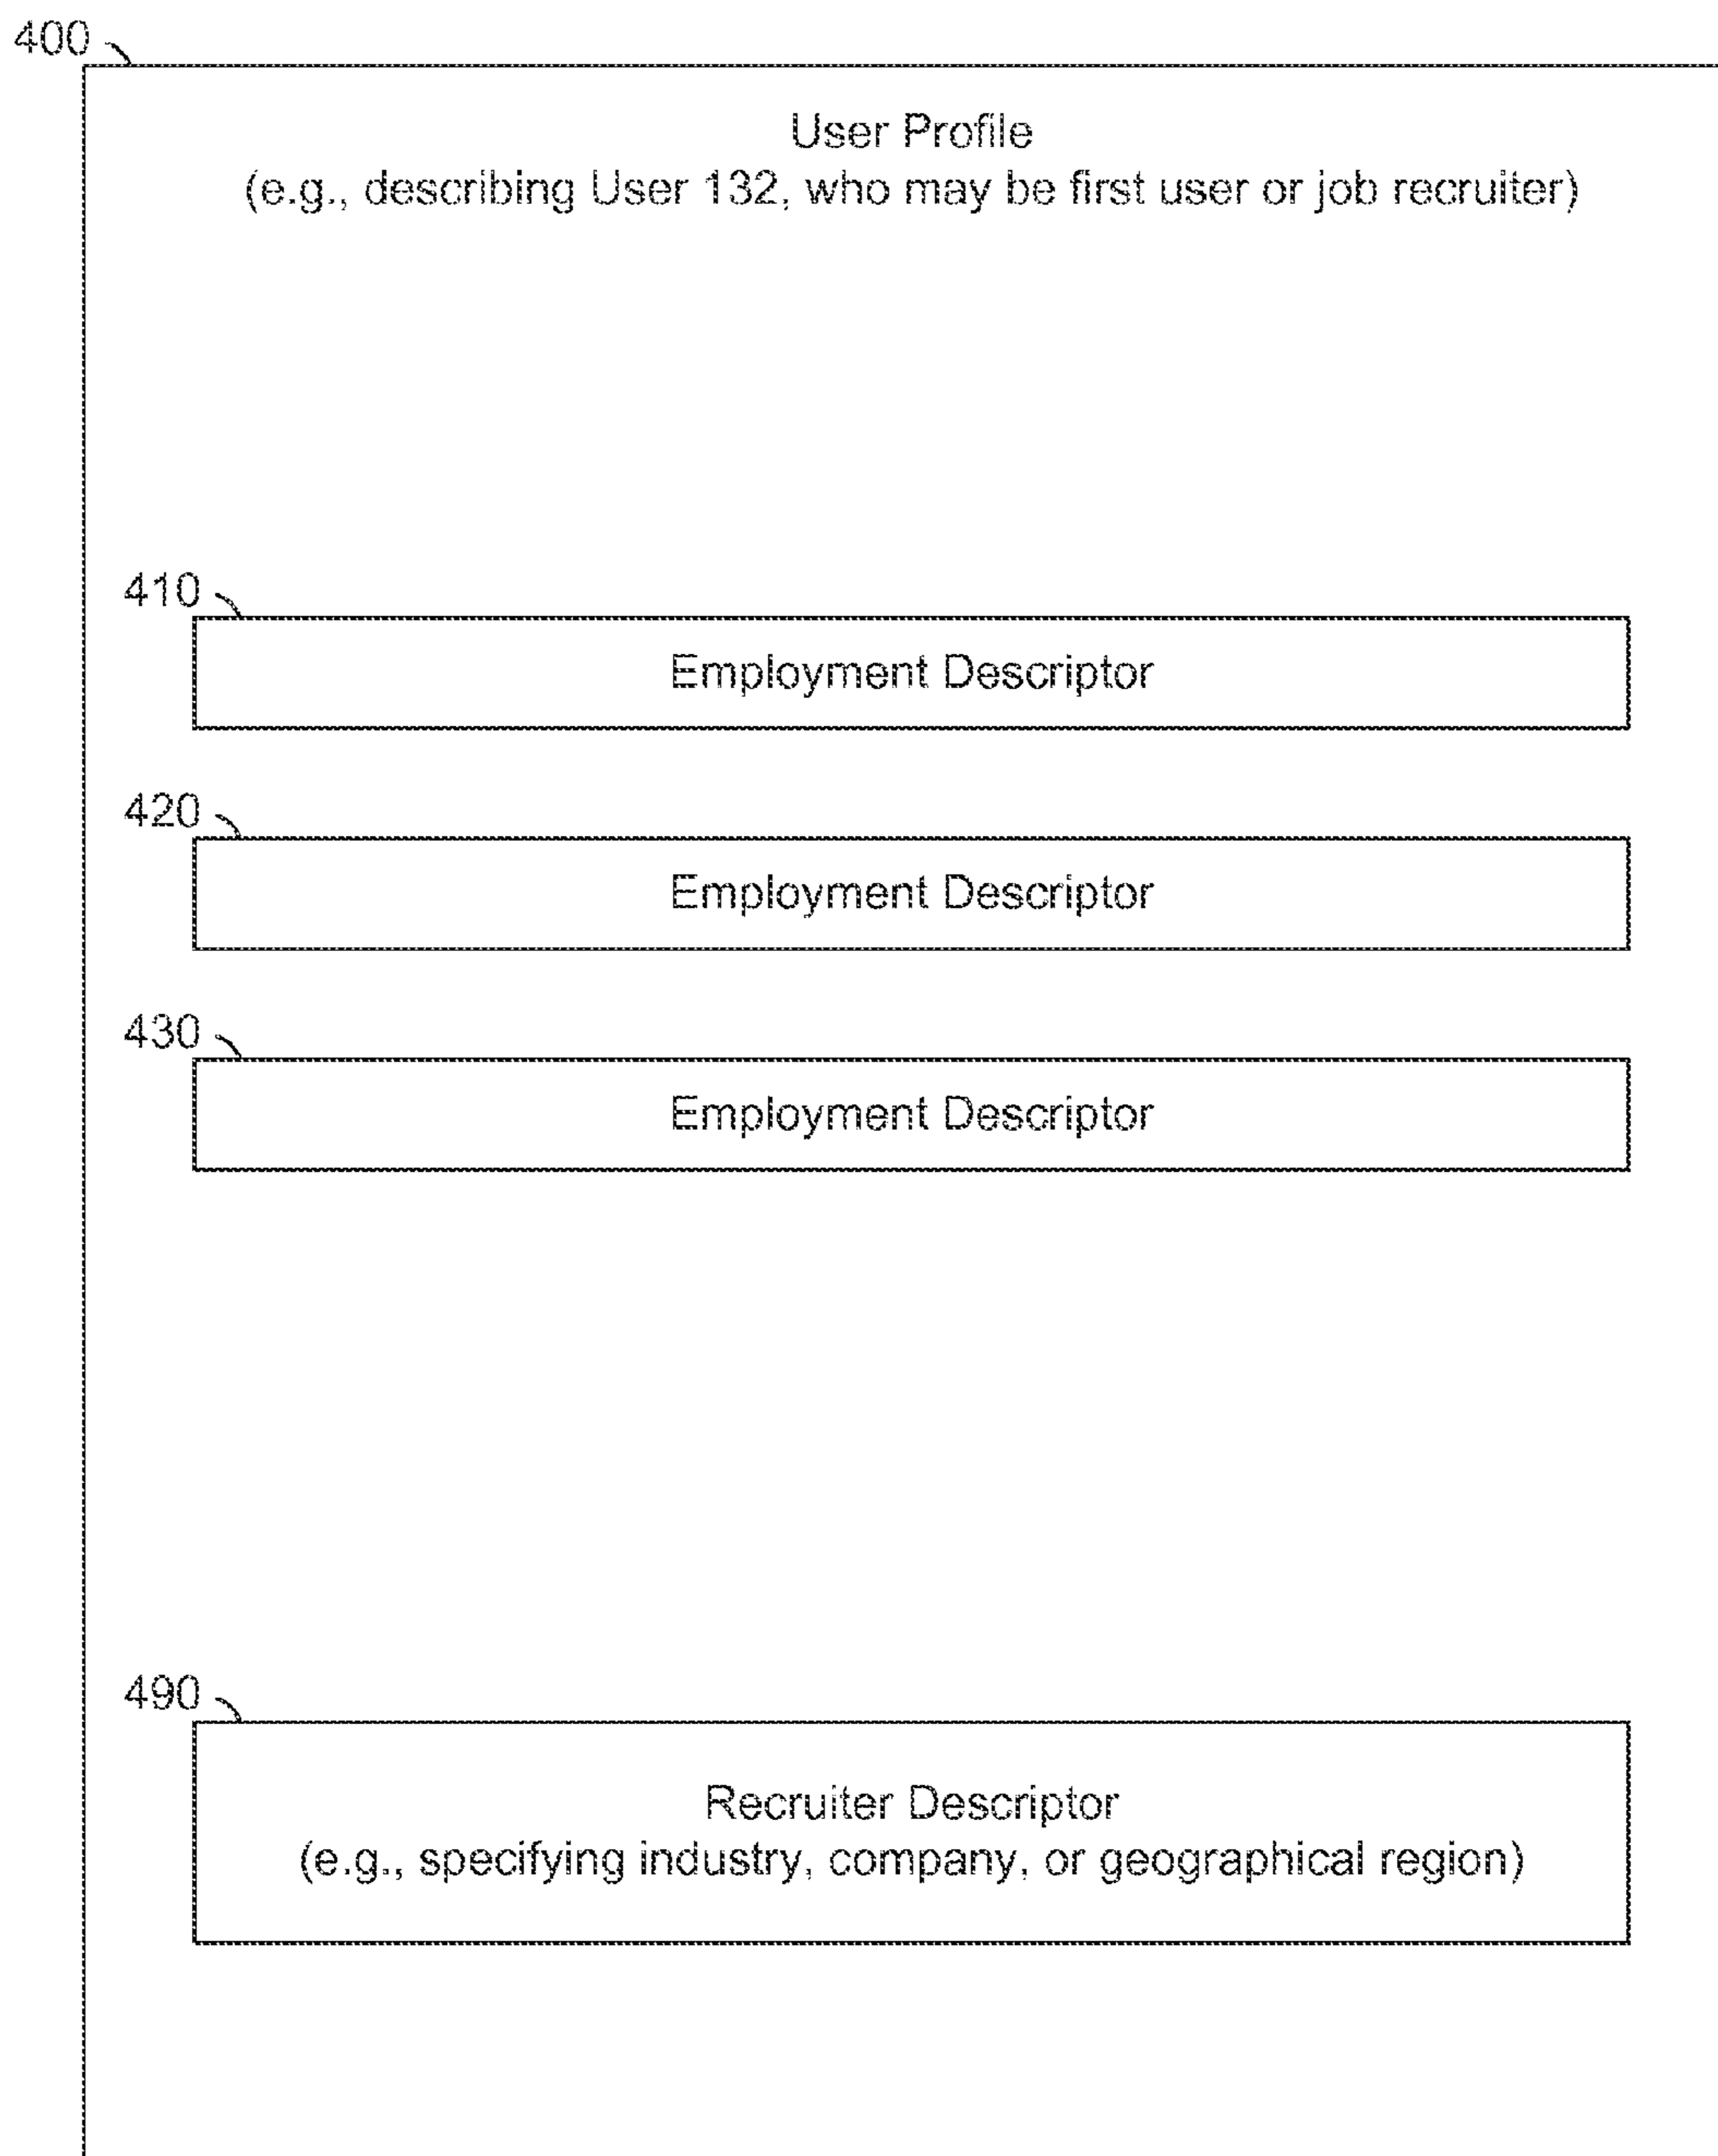 400
User Profile
(e.g., describing User 132, who may be first user or job recruiter)
410
Employment Descriptor
420
Employment Descriptor
430
Employment Descriptor
490
Recruiter Descriptor
(e.g., specifying industry, company, or geographical region)